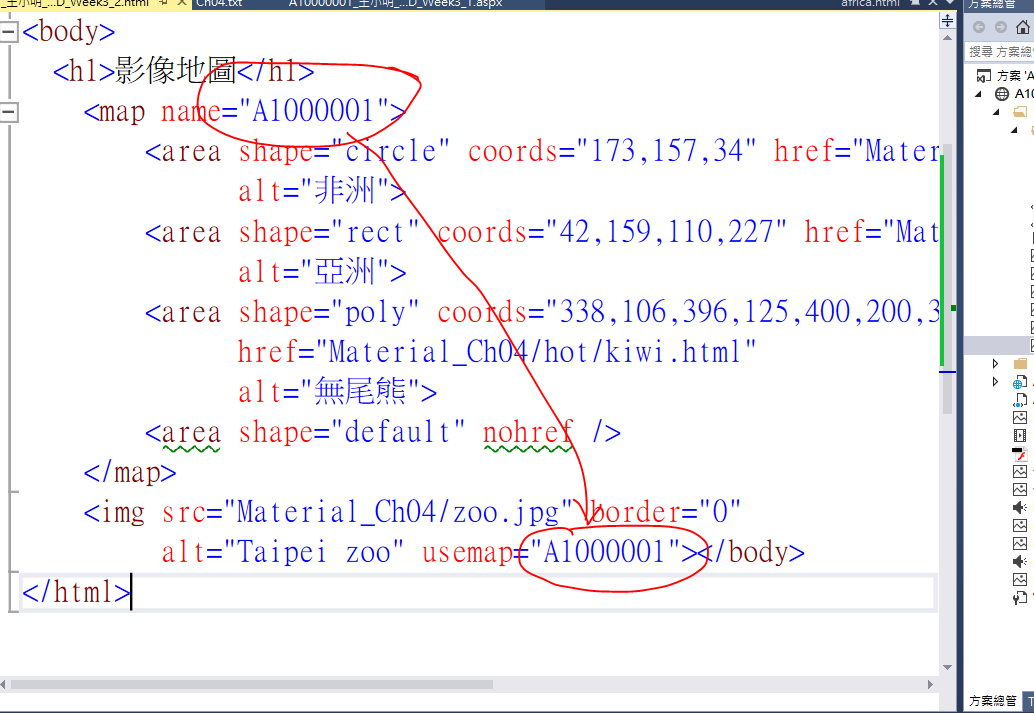 _王小明_...D_Week3_2.html Ch04.txt A1000001_王小明_...D_Week3_1.aspx africa.html 方案總管
<body>
搜尋 方案總
<h1>影像地圖</h1>
方案 'A
<map name="A1000001">
A10
<area shape="circle" coords="173,157,34" href="Mater
alt="非洲">
<area shape="rect" coords="42,159,110,227" href="Mat
alt="亞洲">
<area shape="poly" coords="338,106,396,125,400,200,3
href="Material_Ch04/hot/kiwi.html"
alt="無尾熊">
<area shape="default" nohref />
</map>
<img src="Material_Ch04/zoo.jpg" border="0"
alt="Taipei zoo" usemap="A1000001"></body>
</html>
方案總管